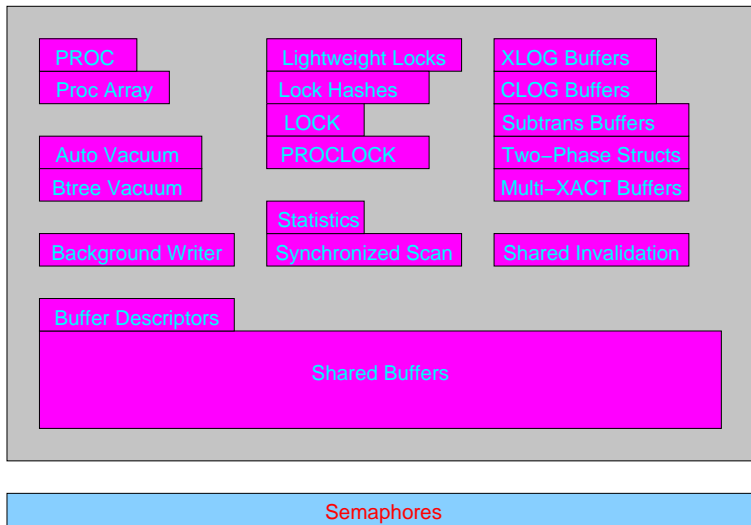 PROC
Proc Array
Auto Vacuum
Btree Vacuum
Background Writer
Lightweight Locks
Lock Hashes
LOCK
PROCLOCK
Statistics
Synchronized Scan
XLOG Buffers
CLOG Buffers
Subtrans Buffers
Two−Phase Structs
Multi−XACT Buffers
Shared Invalidation
Buffer Descriptors
Shared Buffers
Semaphores